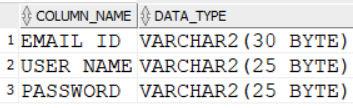 COLUMN_NAME DATA_TYPE
1 EMAIL ID VARCHAR2(30 BYTE)
2 USER NAME VARCHAR2(25 BYTE)
3 PASSWORD VARCHAR2(25 BYTE)